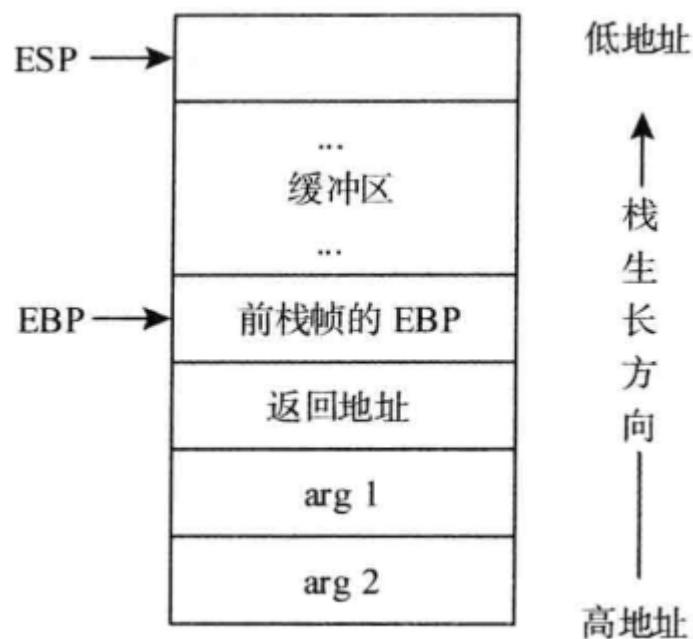 低地址
ESP
...
缓冲区
...
EBP
前栈帧的 EBP
返回地址
arg 1
arg 2
栈生长方向
高地址